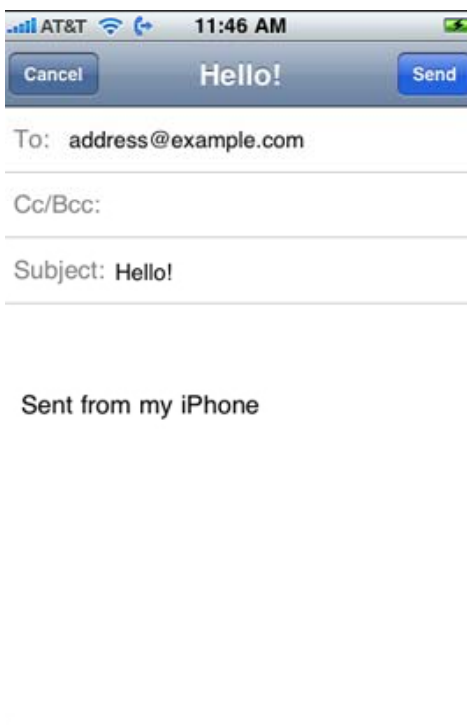 AT&T 11:46 AM
Cancel Hello! Send
To: address@example.com
Cc/Bcc:
Subject: Hello!
Sent from my iPhone